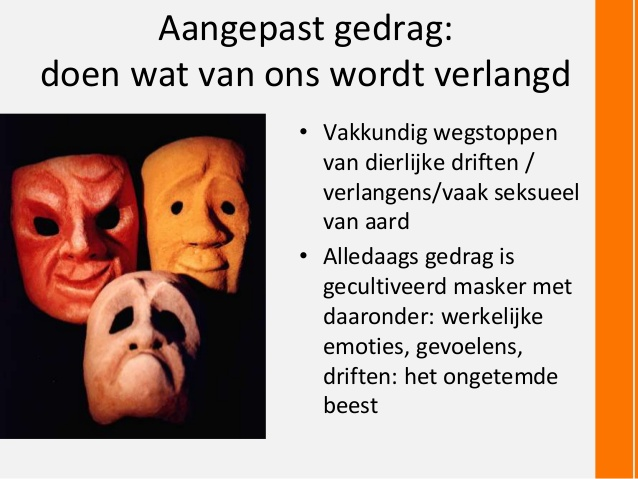 Aangepast gedrag:
doen wat van ons wordt verlangd
• Vakkundig wegstoppen
van dierlijke driften /
verlangens/vaak seksueel
van aard
• Alledaags gedrag is
gecultiveerd masker met
daaronder: werkelijke
emoties, gevoelens,
driften: het ongetemde
beest